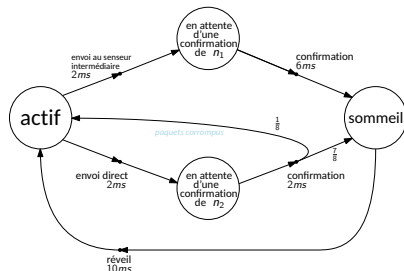 en attente
d'une
confirmation
de n₁
envoi au senseur
intermédiaire
2ms
confirmation
6ms
actif
1/8
paquets corrompus
sommeil
7/8
envoi direct
2ms
en attente
d'une
confirmation
de n₂
confirmation
2ms
réveil
10ms